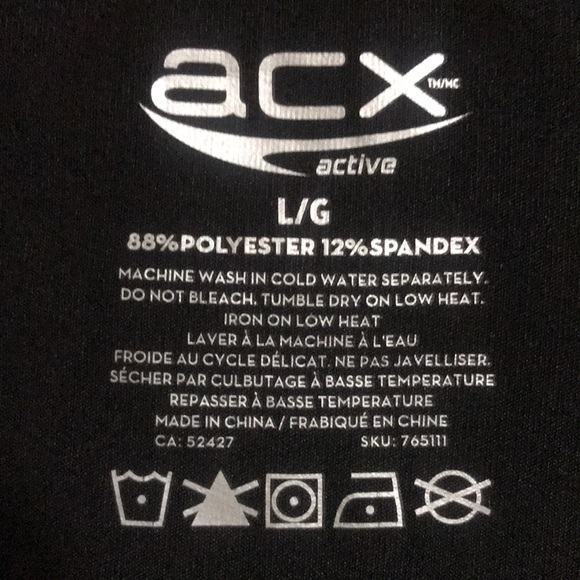 acx TM/MC
active
L/G
88%POLYESTER 12%SPANDEX
MACHINE WASH IN COLD WATER SEPARATELY.
DO NOT BLEACH. TUMBLE DRY ON LOW HEAT.
IRON ON LOW HEAT
LAVER À LA MACHINE À L'EAU
FROIDE AU CYCLE DÉLICAT. NE PAS JAVELLISER.
SÉCHER PAR CULBUTAGE À BASSE TEMPERATURE
REPASSER À BASSE TEMPERATURE
MADE IN CHINA / FRABIQUÉ EN CHINE
CA: 52427 SKU: 765111